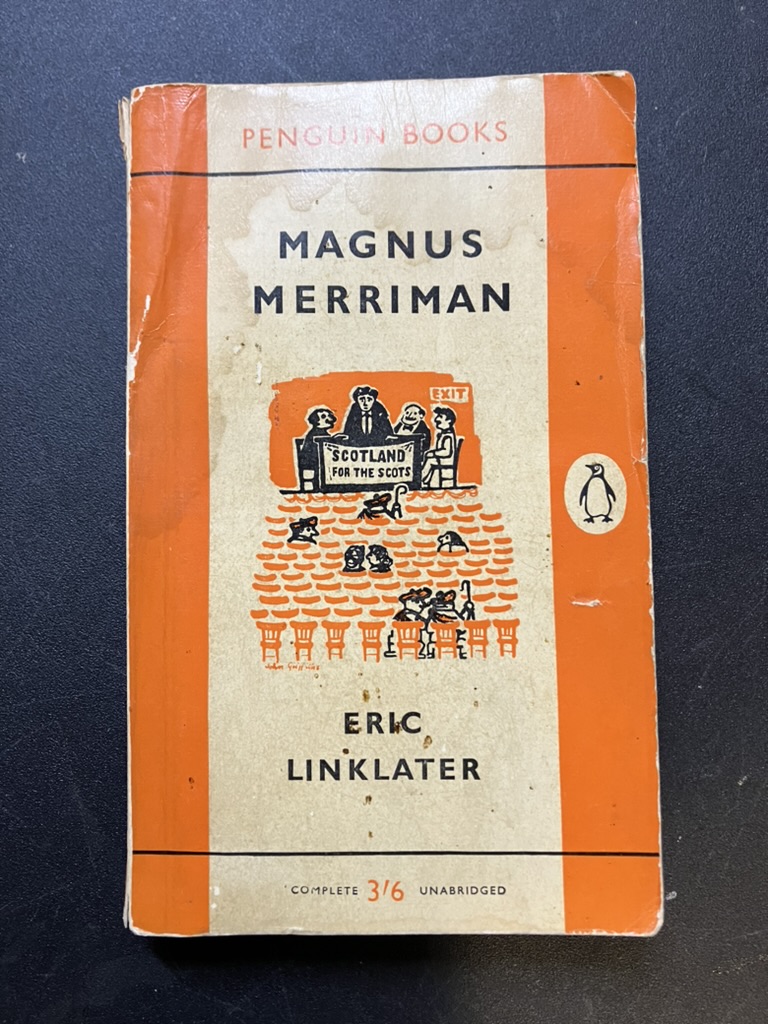 PENGUIN BOOKS
MAGNUS
MERRIMAN
EXIT
"SCOTLAND
FOR THE SCOTS
ERIC
LINKLATER
COMPLETE 3'6 UNABRIDGED